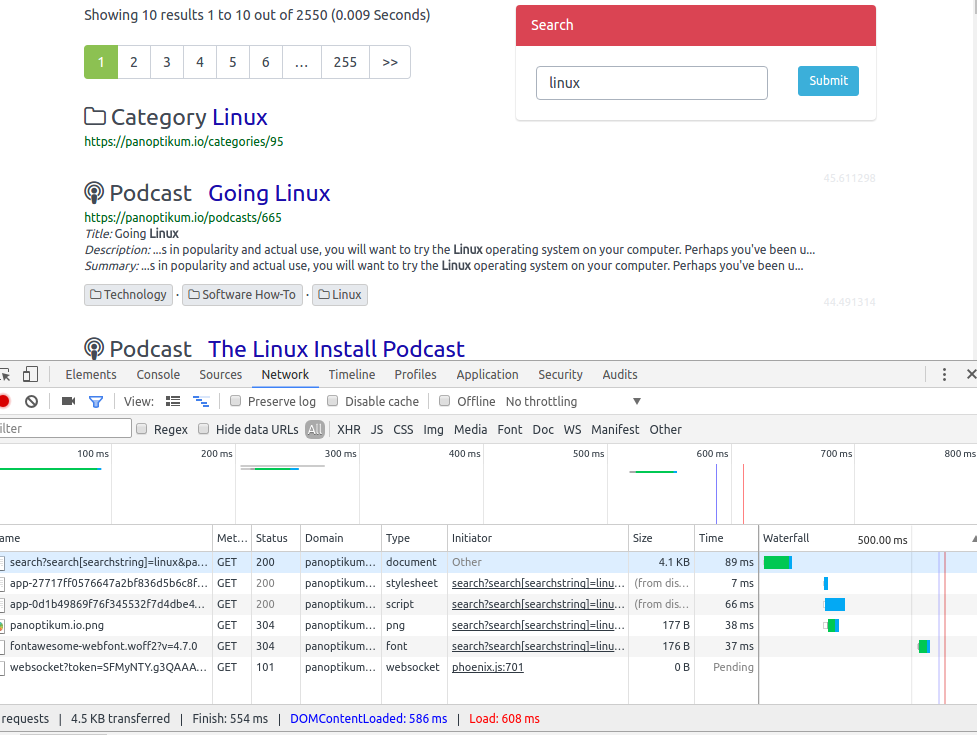 Showing 10 results 1 to 10 out of 2550 (0.009 Seconds)
1 2 3 4 5 6 ... 255 >>
Search
linux Submit
Category Linux
https://panoptikum.io/categories/95
45.611298
Podcast Going Linux
https://panoptikum.io/podcasts/665
Title: Going Linux
Description: ...s in popularity and actual use, you will want to try the Linux operating system on your computer. Perhaps you've been u...
Summary: ...s in popularity and actual use, you will want to try the Linux operating system on your computer. Perhaps you've been u...
Technology · Software How-To · Linux
44.491314
Podcast The Linux Install Podcast
Elements Console Sources Network Timeline Profiles Application Security Audits
View: Preserve log Disable cache Offline No throttling
ilter Regex Hide data URLs All XHR JS CSS Img Media Font Doc WS Manifest Other
100 ms 200 ms 300 ms 400 ms 500 ms 600 ms 700 ms 800 ms
ame Met... Status Domain Type Initiator Size Time Waterfall 500.00 ms
search?search[searchstring]=linux&pa... GET 200 panoptikum... document Other 4.1 KB 89 ms
app-27717ff0576647a2bf836d5b6c8f... GET 200 panoptikum... stylesheet search?search[searchstring]=linu... (from dis... 7 ms
app-0d1b49869f76f345532f7d4dbe4... GET 200 panoptikum... script search?search[searchstring]=linu... (from dis... 66 ms
panoptikum.io.png GET 304 panoptikum... png search?search[searchstring]=linu... 177 B 38 ms
fontawesome-webfont.woff2?v=4.7.0 GET 304 panoptikum... font search?search[searchstring]=linu... 176 B 37 ms
websocket?token=SFMyNTY.g3QAAA... GET 101 panoptikum... websocket phoenix.js:701 0 B Pending
requests | 4.5 KB transferred | Finish: 554 ms | DOMContentLoaded: 586 ms | Load: 608 ms